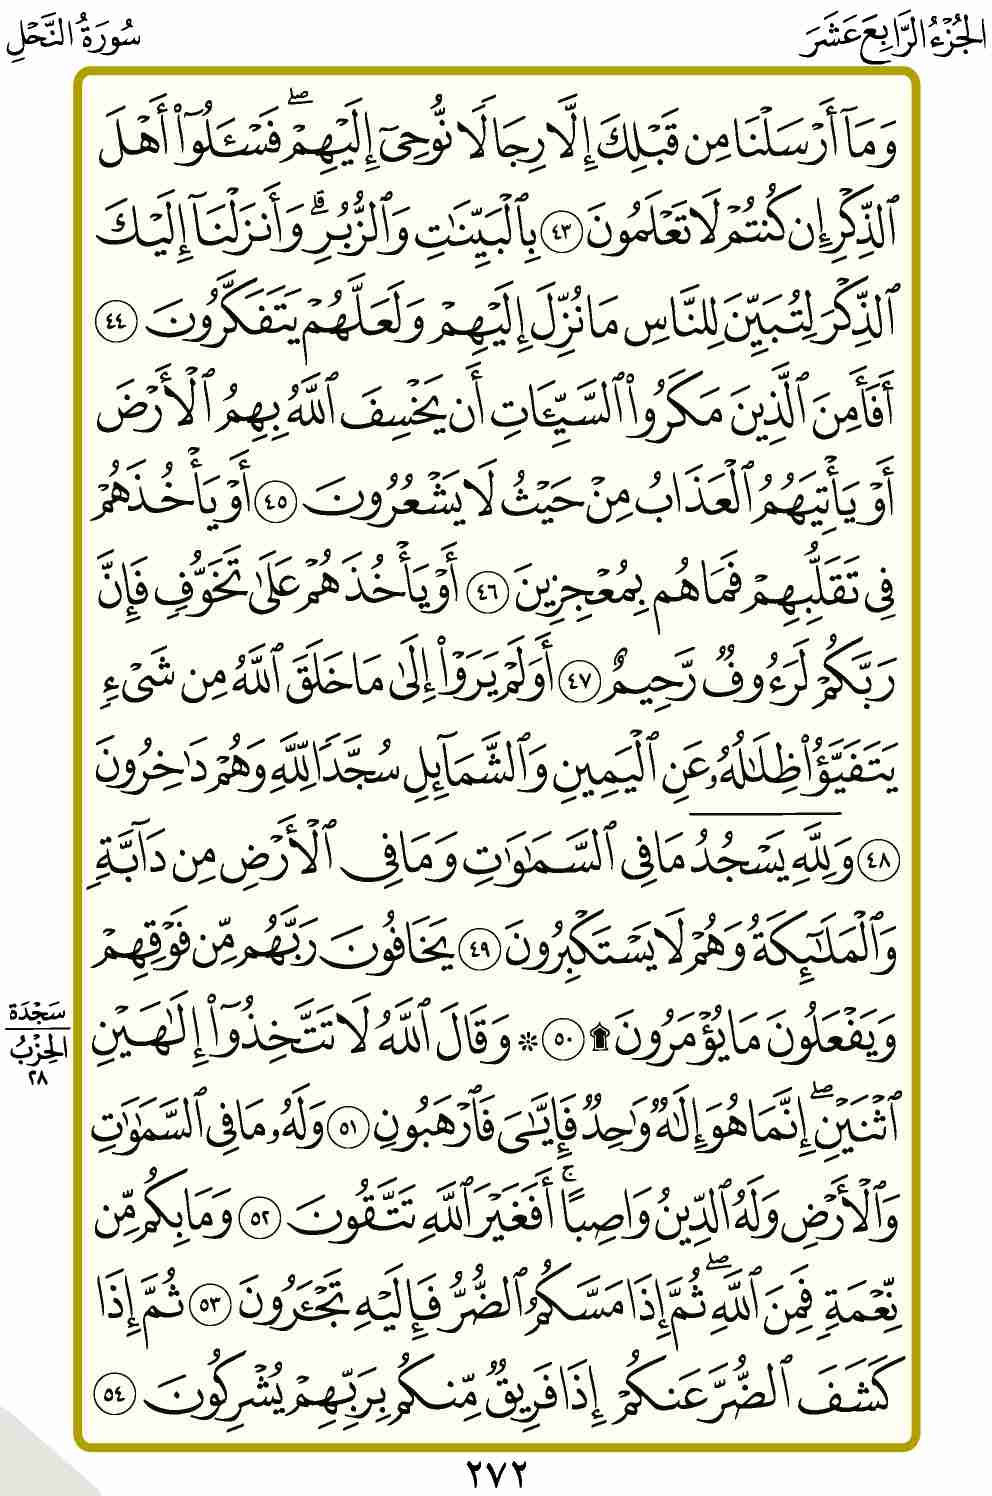 الجُزْءُ الرَّابِعَ عَشَرَ
سُورَةُ النَّحْلِ
وَمَآ أَرْسَلْنَا مِن قَبْلِكَ إِلَّا رِجَالًا نُّوحِىٓ إِلَيْهِمْ ۖ فَسْـَٔلُوٓا۟ أَهْلَ
ٱلذِّكْرِ إِن كُنتُمْ لَا تَعْلَمُونَ ٤٣ بِٱلْبَيِّنَـٰتِ وَٱلزُّبُرِ ۗ وَأَنزَلْنَآ إِلَيْكَ
ٱلذِّكْرَ لِتُبَيِّنَ لِلنَّاسِ مَا نُزِّلَ إِلَيْهِمْ وَلَعَلَّهُمْ يَتَفَكَّرُونَ ٤٤
أَفَأَمِنَ ٱلَّذِينَ مَكَرُوا۟ ٱلسَّيِّـَٔاتِ أَن يَخْسِفَ ٱللَّهُ بِهِمُ ٱلْأَرْضَ
أَوْ يَأْتِيَهُمُ ٱلْعَذَابُ مِنْ حَيْثُ لَا يَشْعُرُونَ ٤٥ أَوْ يَأْخُذَهُمْ
فِى تَقَلُّبِهِمْ فَمَا هُم بِمُعْجِزِينَ ٤٦ أَوْ يَأْخُذَهُمْ عَلَىٰ تَخَوُّفٍ فَإِنَّ
رَبَّكُمْ لَرَءُوفٌ رَّحِيمٌ ٤٧ أَوَلَمْ يَرَوْا۟ إِلَىٰ مَا خَلَقَ ٱللَّهُ مِن شَىْءٍ
يَتَفَيَّؤُا۟ ظِلَـٰلُهُۥ عَنِ ٱلْيَمِينِ وَٱلشَّمَآئِلِ سُجَّدًا لِّلَّهِ وَهُمْ دَٰخِرُونَ
٤٨ وَلِلَّهِ يَسْجُدُ مَا فِى ٱلسَّمَـٰوَٰتِ وَمَا فِى ٱلْأَرْضِ مِن دَآبَّةٍ
وَٱلْمَلَـٰٓئِكَةُ وَهُمْ لَا يَسْتَكْبِرُونَ ٤٩ يَخَافُونَ رَبَّهُم مِّن فَوْقِهِمْ
وَيَفْعَلُونَ مَا يُؤْمَرُونَ ۩ ٥٠ ۞ وَقَالَ ٱللَّهُ لَا تَتَّخِذُوٓا۟ إِلَـٰهَيْنِ
سَجْدَة
الحِزْبُ
٢٨
ٱثْنَيْنِ ۖ إِنَّمَا هُوَ إِلَـٰهٌ وَٰحِدٌ فَإِيَّـٰىَ فَٱرْهَبُونِ ٥١ وَلَهُۥ مَا فِى ٱلسَّمَـٰوَٰتِ
وَٱلْأَرْضِ وَلَهُ ٱلدِّينُ وَاصِبًا ۚ أَفَغَيْرَ ٱللَّهِ تَتَّقُونَ ٥٢ وَمَا بِكُم مِّن
نِّعْمَةٍ فَمِنَ ٱللَّهِ ۖ ثُمَّ إِذَا مَسَّكُمُ ٱلضُّرُّ فَإِلَيْهِ تَجْـَٔرُونَ ٥٣ ثُمَّ إِذَا
كَشَفَ ٱلضُّرَّ عَنكُمْ إِذَا فَرِيقٌ مِّنكُم بِرَبِّهِمْ يُشْرِكُونَ ٥٤
٢٧٢